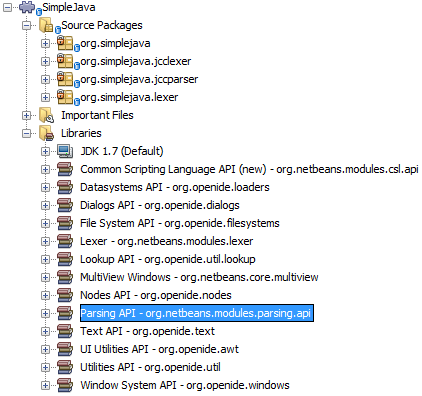 SimpleJava
Source Packages
org.simplejava
org.simplejava.jcclexer
org.simplejava.jccparser
org.simplejava.lexer
Important Files
Libraries
JDK 1.7 (Default)
Common Scripting Language API (new) - org.netbeans.modules.csl.api
Datasystems API - org.openide.loaders
Dialogs API - org.openide.dialogs
File System API - org.openide.filesystems
Lexer - org.netbeans.modules.lexer
Lookup API - org.openide.util.lookup
MultiView Windows - org.netbeans.core.multiview
Nodes API - org.openide.nodes
Parsing API - org.netbeans.modules.parsing.api
Text API - org.openide.text
UI Utilities API - org.openide.awt
Utilities API - org.openide.util
Window System API - org.openide.windows